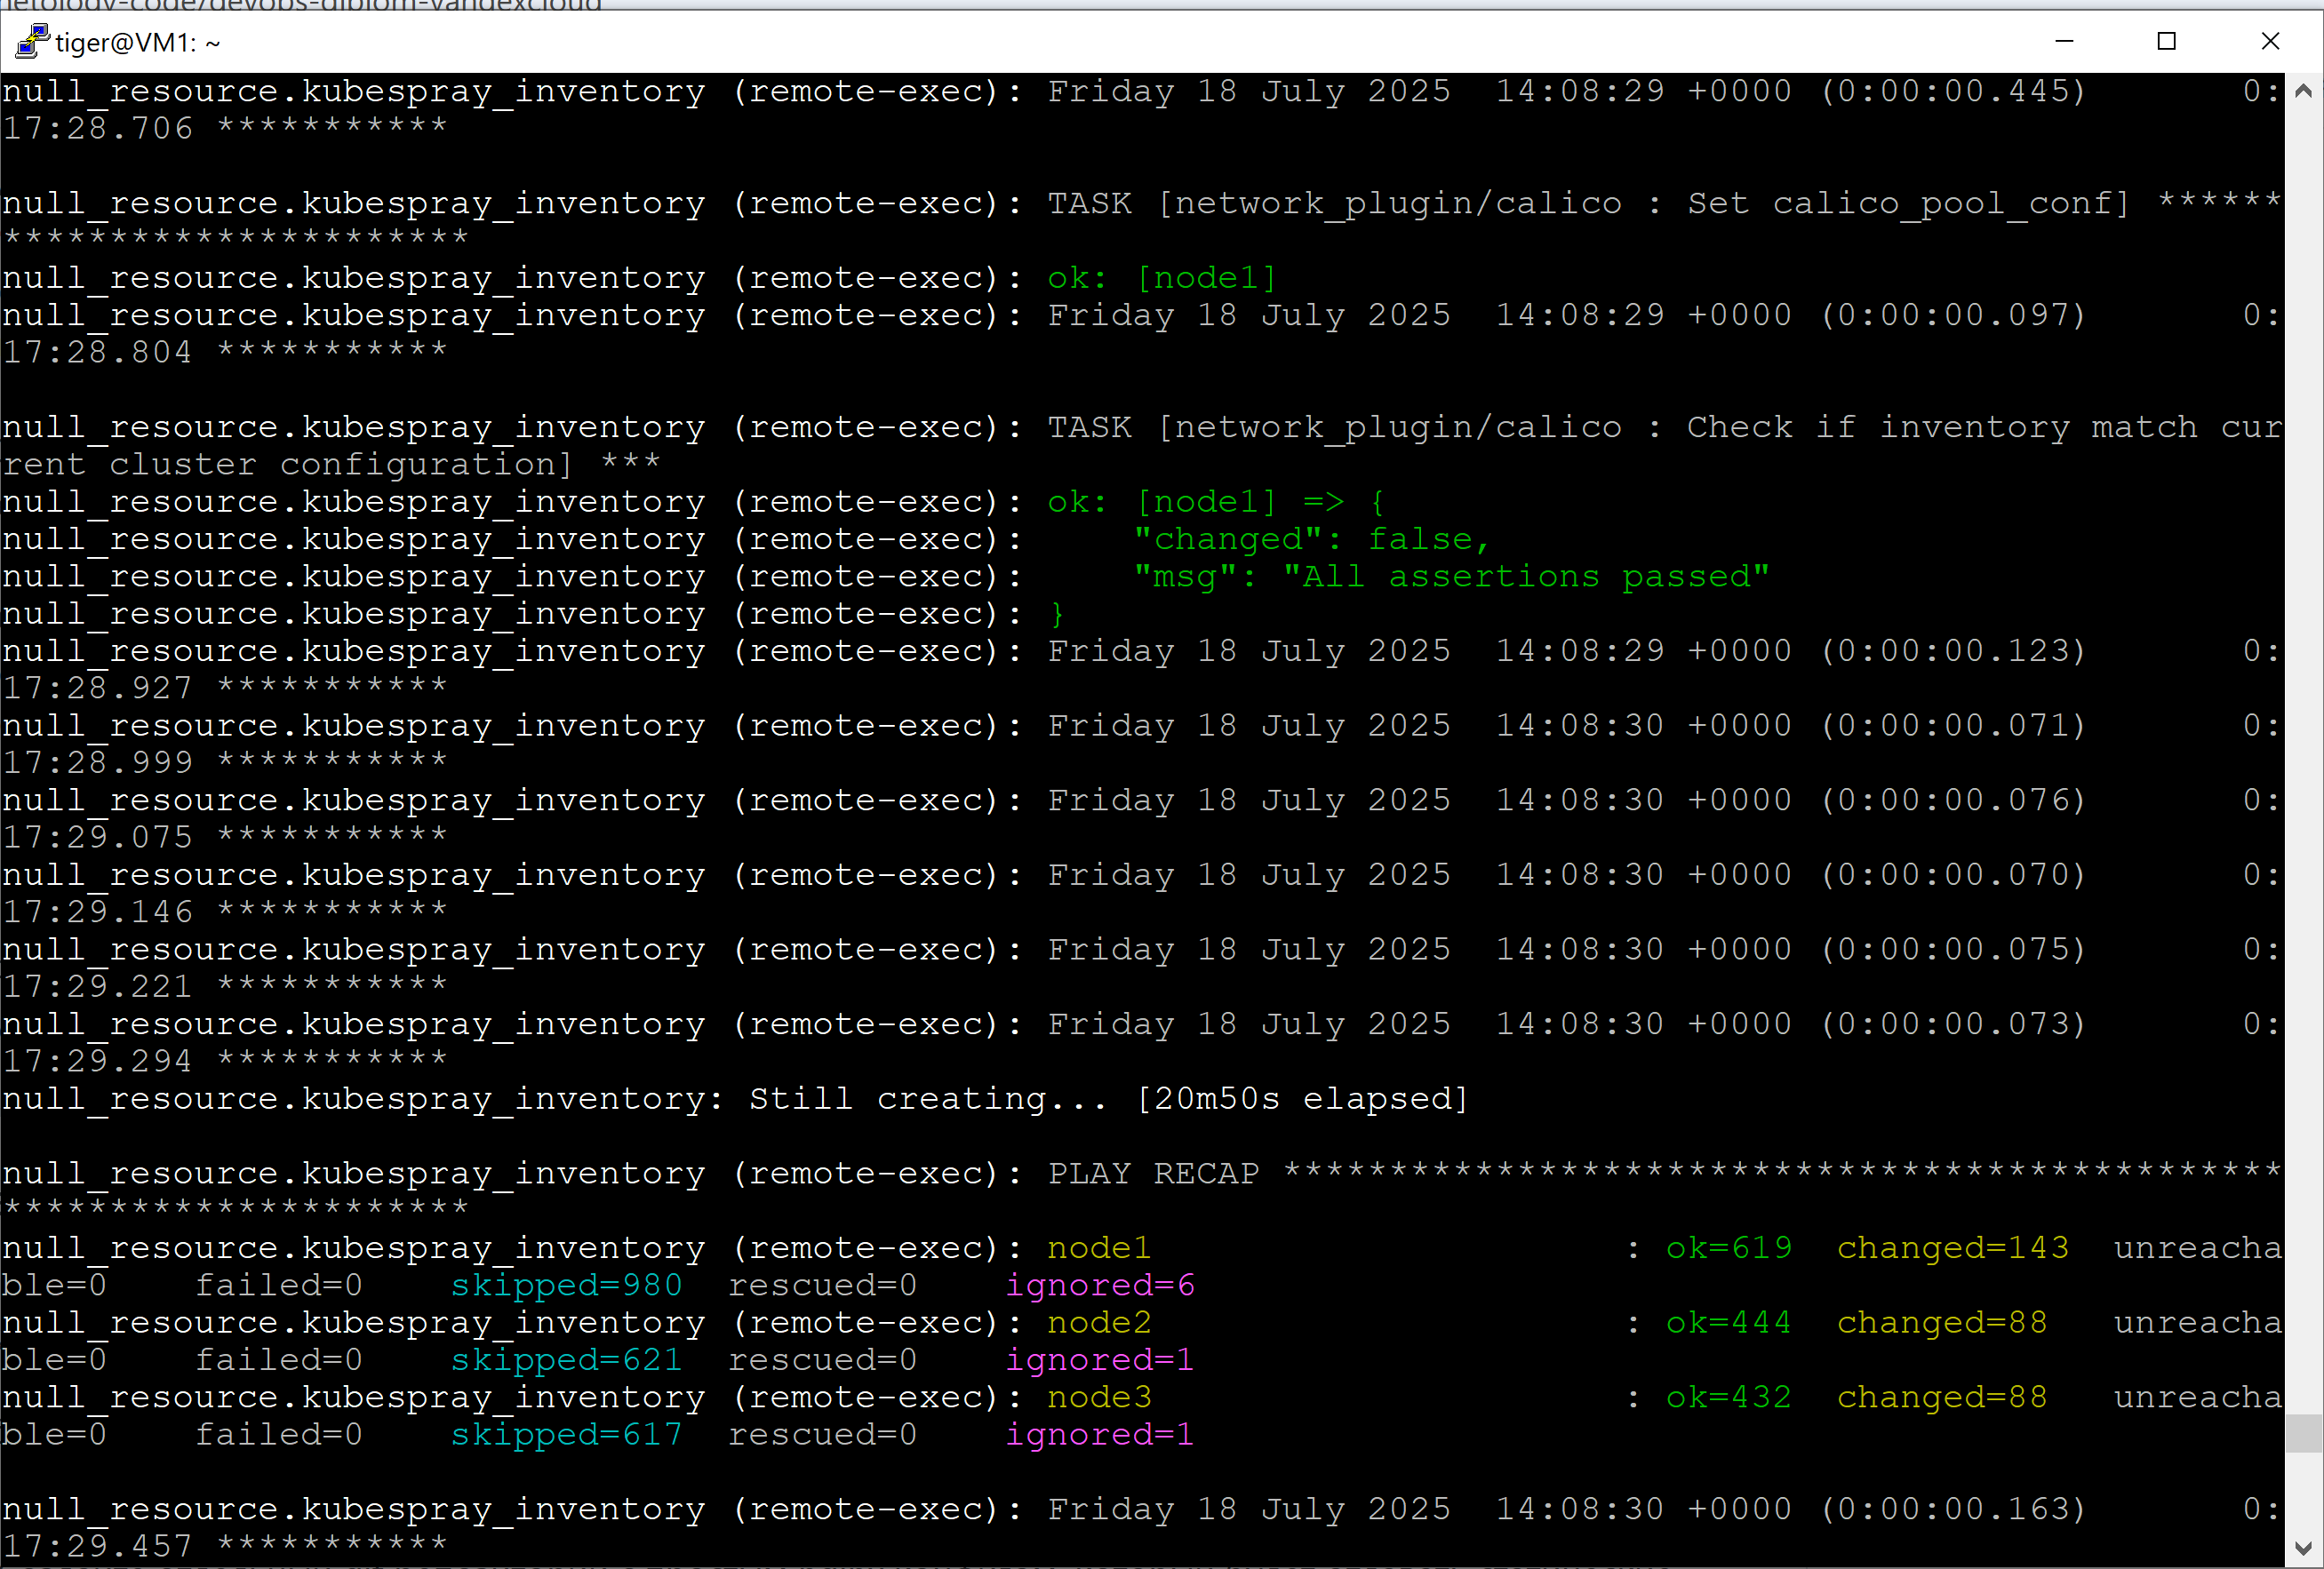 netology-code/devops-diplom-yandexcloud
tiger@VM1: ~
null_resource.kubespray_inventory (remote-exec): Friday 18 July 2025  14:08:29 +0000 (0:00:00.445)       0:
17:28.706 ***********
null_resource.kubespray_inventory (remote-exec): TASK [network_plugin/calico : Set calico_pool_conf] ******
**********************
null_resource.kubespray_inventory (remote-exec): ok: [node1]
null_resource.kubespray_inventory (remote-exec): Friday 18 July 2025  14:08:29 +0000 (0:00:00.097)       0:
17:28.804 ***********
null_resource.kubespray_inventory (remote-exec): TASK [network_plugin/calico : Check if inventory match cur
rent cluster configuration] ***
null_resource.kubespray_inventory (remote-exec): ok: [node1] => {
null_resource.kubespray_inventory (remote-exec):     "changed": false,
null_resource.kubespray_inventory (remote-exec):     "msg": "All assertions passed"
null_resource.kubespray_inventory (remote-exec): }
null_resource.kubespray_inventory (remote-exec): Friday 18 July 2025  14:08:29 +0000 (0:00:00.123)       0:
17:28.927 ***********
null_resource.kubespray_inventory (remote-exec): Friday 18 July 2025  14:08:30 +0000 (0:00:00.071)       0:
17:28.999 ***********
null_resource.kubespray_inventory (remote-exec): Friday 18 July 2025  14:08:30 +0000 (0:00:00.076)       0:
17:29.075 ***********
null_resource.kubespray_inventory (remote-exec): Friday 18 July 2025  14:08:30 +0000 (0:00:00.070)       0:
17:29.146 ***********
null_resource.kubespray_inventory (remote-exec): Friday 18 July 2025  14:08:30 +0000 (0:00:00.075)       0:
17:29.221 ***********
null_resource.kubespray_inventory (remote-exec): Friday 18 July 2025  14:08:30 +0000 (0:00:00.073)       0:
17:29.294 ***********
null_resource.kubespray_inventory: Still creating... [20m50s elapsed]
null_resource.kubespray_inventory (remote-exec): PLAY RECAP ***********************************************
**********************
null_resource.kubespray_inventory (remote-exec): node1                      : ok=619  changed=143  unreacha
ble=0    failed=0    skipped=980  rescued=0    ignored=6
null_resource.kubespray_inventory (remote-exec): node2                      : ok=444  changed=88   unreacha
ble=0    failed=0    skipped=621  rescued=0    ignored=1
null_resource.kubespray_inventory (remote-exec): node3                      : ok=432  changed=88   unreacha
ble=0    failed=0    skipped=617  rescued=0    ignored=1
null_resource.kubespray_inventory (remote-exec): Friday 18 July 2025  14:08:30 +0000 (0:00:00.163)       0:
17:29.457 ***********